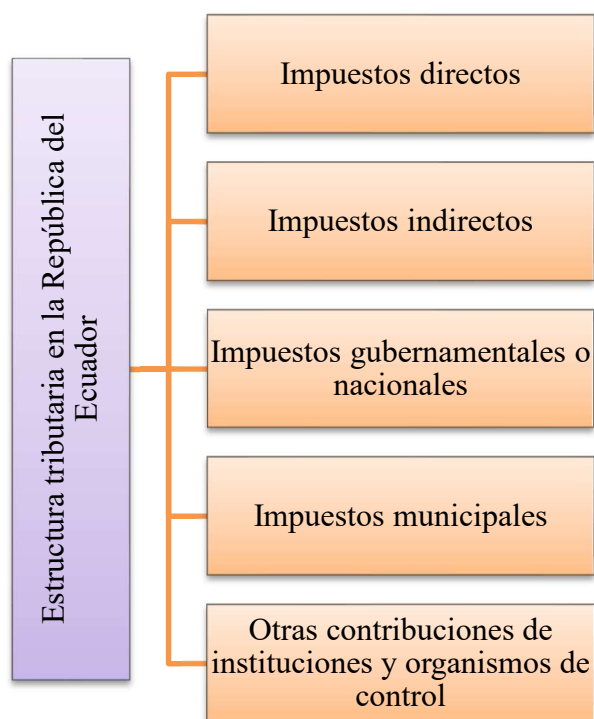 Estructura tributaria en la República del
Ecuador
Impuestos directos
Impuestos indirectos
Impuestos gubernamentales o
nacionales
Impuestos municipales
Otras contribuciones de
instituciones y organismos de
control